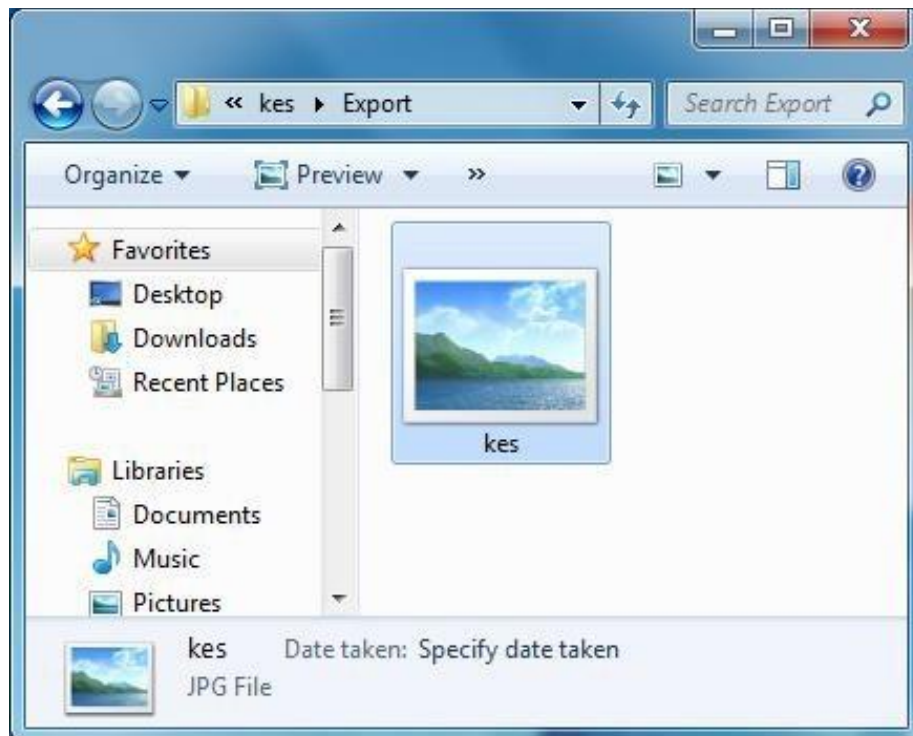 « kes ▸ Export
Search Export
Organize
Preview
»
Favorites
Desktop
Downloads
Recent Places
Libraries
Documents
Music
Pictures
kes
kes Date taken: Specify date taken
JPG File